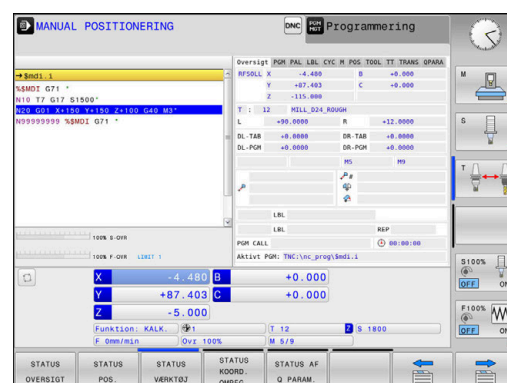 MANUAL POSITIONERING
DNC
PGM MGT
Programmering
Oversigt PGM PAL LBL CYC M POS TOOL TT TRANS QPARA
→$mdi.i
%$MDI G71 *
N10 T7 G17 S1500*
N20 G01 X+150 Y+150 Z+100 G40 M3*
N99999999 %$MDI G71 *
RFSOLL X -4.480 B +0.000
Y +87.403 C +0.000
Z -115.000
T : 12 MILL_D24_ROUGH
L +90.0000 R +12.0000
DL-TAB +0.0000 DR-TAB +0.0000
DL-PGM +0.0000 DR-PGM +0.0000
M5 M9
P#
P
LBL
LBL REP
PGM CALL 00:00:00
Aktivt PGM: TNC:\nc_prog\$mdi.i
100% S-OVR
100% F-OVR LIMIT 1
X -4.480 B +0.000
Y +87.403 C +0.000
Z -5.000
Funktion: KALK. 1 T 12 Z S 1800
F 0mm/min Ovr 100% M 5/9
M
S
T
S100%
OFF ON
F100%
OFF ON
STATUS OVERSIGT
STATUS POS.
STATUS VÆRKTØJ
STATUS KOORD. OMREG.
STATUS AF Q PARAM.